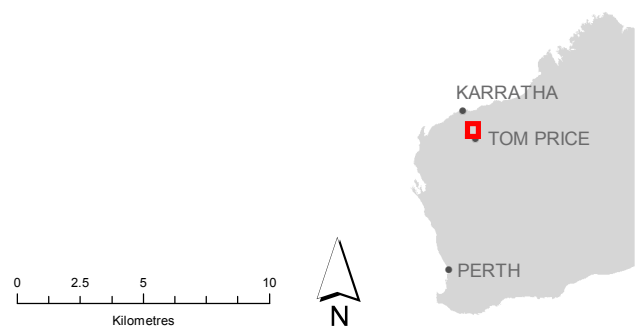 KARRATHA
TOM PRICE
PERTH
0 2.5 5 10
Kilometres
N